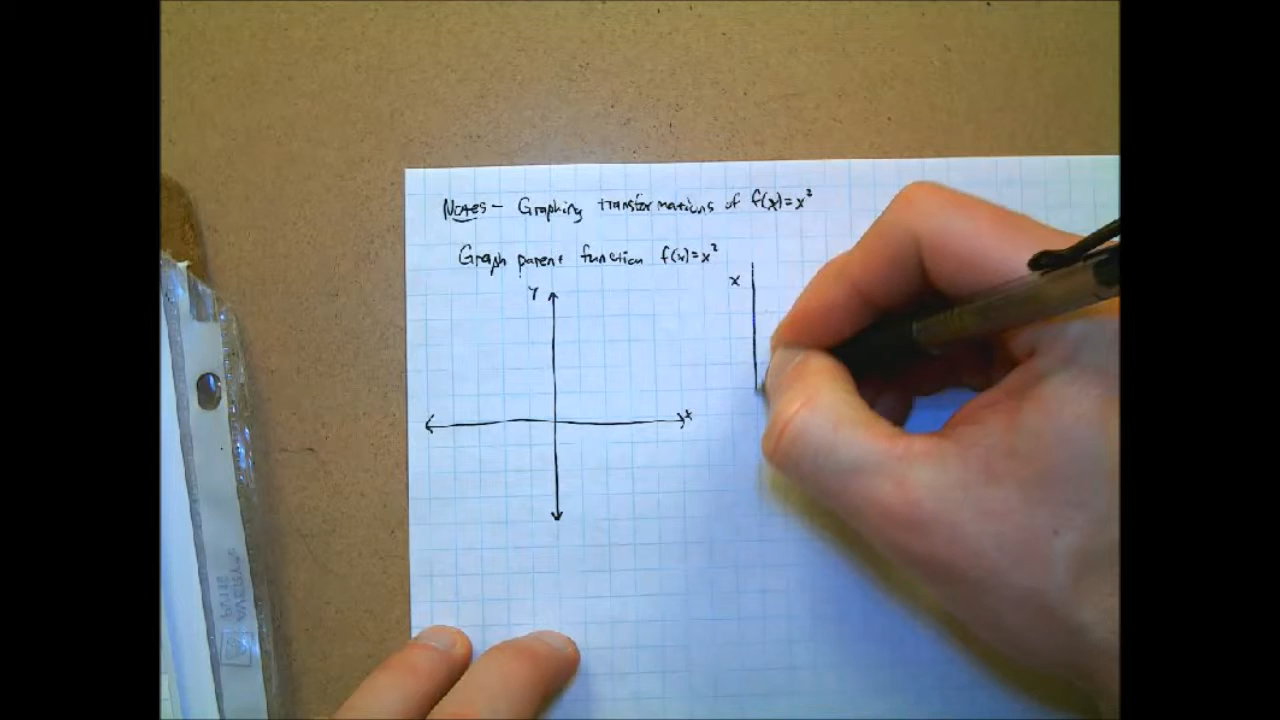 Notes - Graphing transformations of f(x)=x²
Graph parent function f(x)=x²
y
x
x